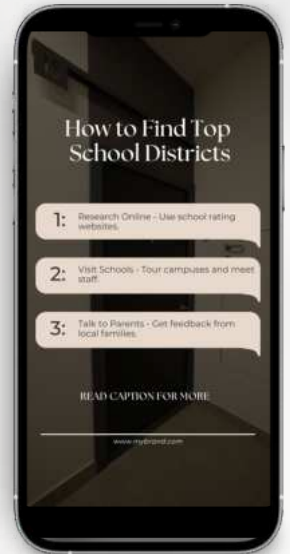 How to Find Top
School Districts
1: Research Online - Use school rating
websites.
2: Visit Schools - Tour campuses and meet
staff.
3: Talk to Parents - Get feedback from
local families.
READ CAPTION FOR MORE
www.mybrand.com